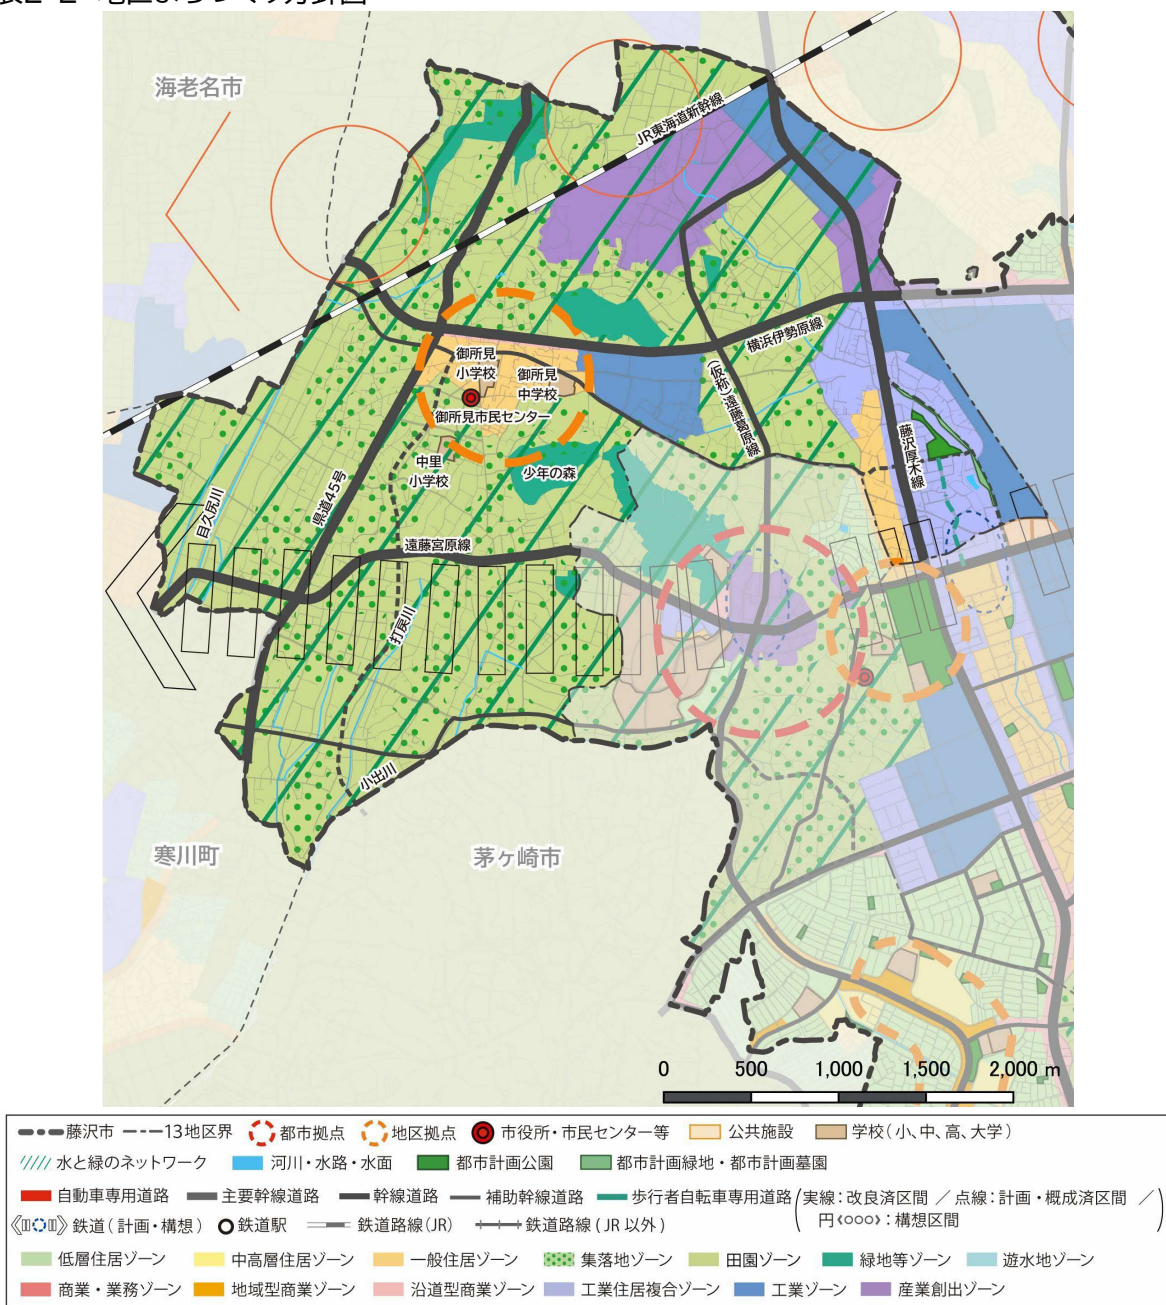 海老名市
JR東海道新幹線
御所見
小学校
御所見
中学校
御所見市民センター
中里
小学校
少年の森
横浜伊勢原線
(仮称)遠藤葛原線
藤沢厚木線
県道45号
目久尻川
遠藤宮原線
打戻川
小出川
寒川町
茅ヶ崎市
0 500 1,000 1,500 2,000 m
藤沢市 13地区界 都市拠点 地区拠点 市役所・市民センター等 公共施設 学校(小、中、高、大学)
水と緑のネットワーク 河川・水路・水面 都市計画公園 都市計画緑地・都市計画墓園
自動車専用道路 主要幹線道路 幹線道路 補助幹線道路 歩行者自転車専用道路(実線:改良済区間 / 点線:計画・概成済区間 / 円(○○○):構想区間)
鉄道(計画・構想) 鉄道駅 鉄道路線(JR) 鉄道路線(JR以外)
低層住居ゾーン 中高層住居ゾーン 一般住居ゾーン 集落地ゾーン 田園ゾーン 緑地等ゾーン 遊水地ゾーン
商業・業務ゾーン 地域型商業ゾーン 沿道型商業ゾーン 工業住居複合ゾーン 工業ゾーン 産業創出ゾーン